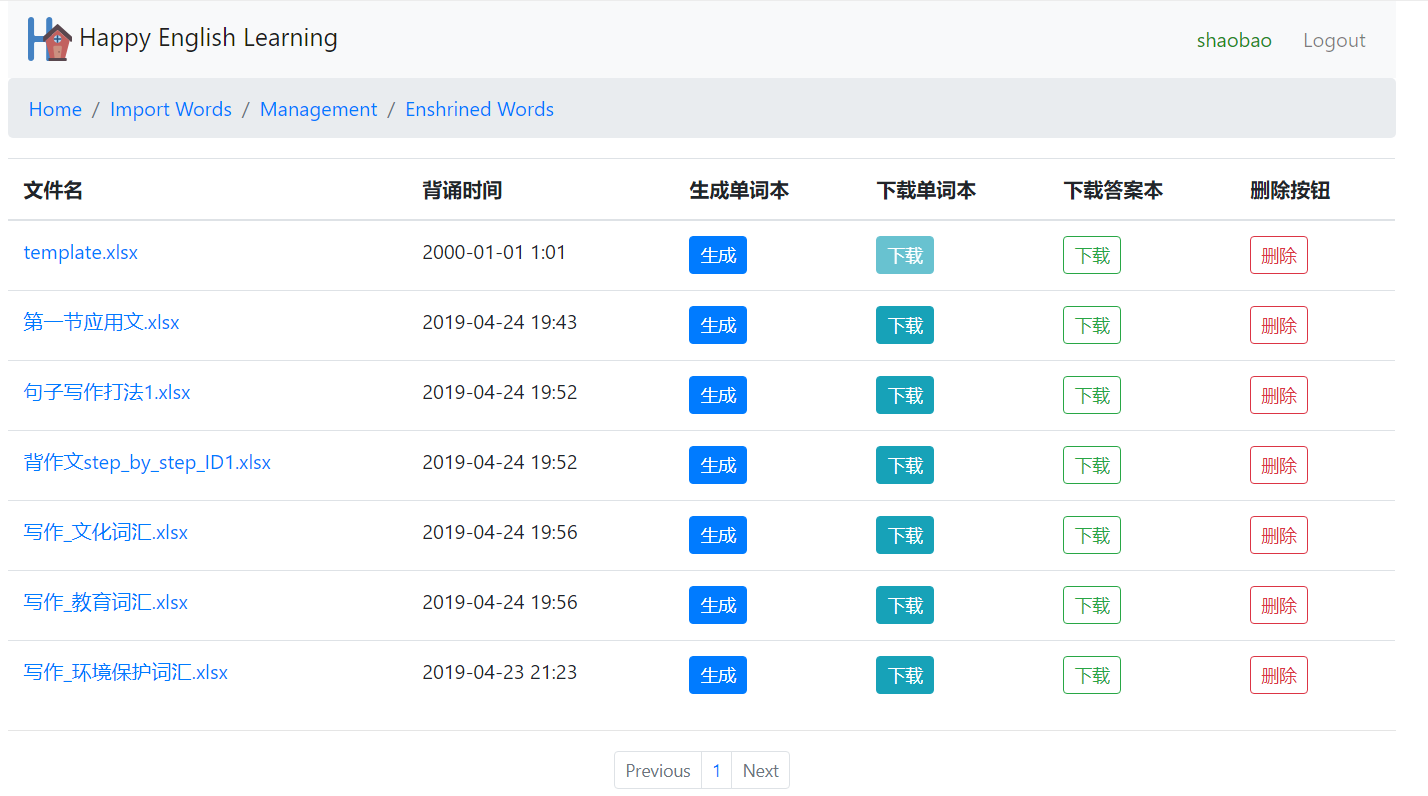 Happy English Learning shaobao Logout
Home / Import Words / Management / Enshrined Words
文件名 背诵时间 生成单词本 下载单词本 下载答案本 删除按钮
template.xlsx 2000-01-01 1:01 生成 下载 下载 删除
第一节应用文.xlsx 2019-04-24 19:43 生成 下载 下载 删除
句子写作打法1.xlsx 2019-04-24 19:52 生成 下载 下载 删除
背作文step_by_step_ID1.xlsx 2019-04-24 19:52 生成 下载 下载 删除
写作_文化词汇.xlsx 2019-04-24 19:56 生成 下载 下载 删除
写作_教育词汇.xlsx 2019-04-24 19:56 生成 下载 下载 删除
写作_环境保护词汇.xlsx 2019-04-23 21:23 生成 下载 下载 删除
Previous 1 Next